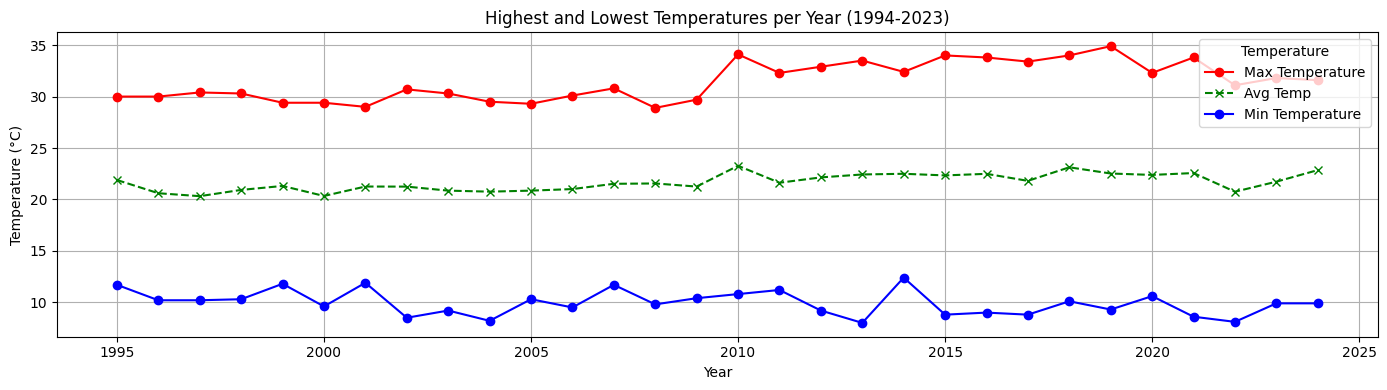 Highest and Lowest Temperatures per Year (1994-2023)
Temperature (°C)
35
30
25
20
15
10
Temperature
Max Temperature
Avg Temp
Min Temperature
1995
2000
2005
2010
2015
2020
2025
Year